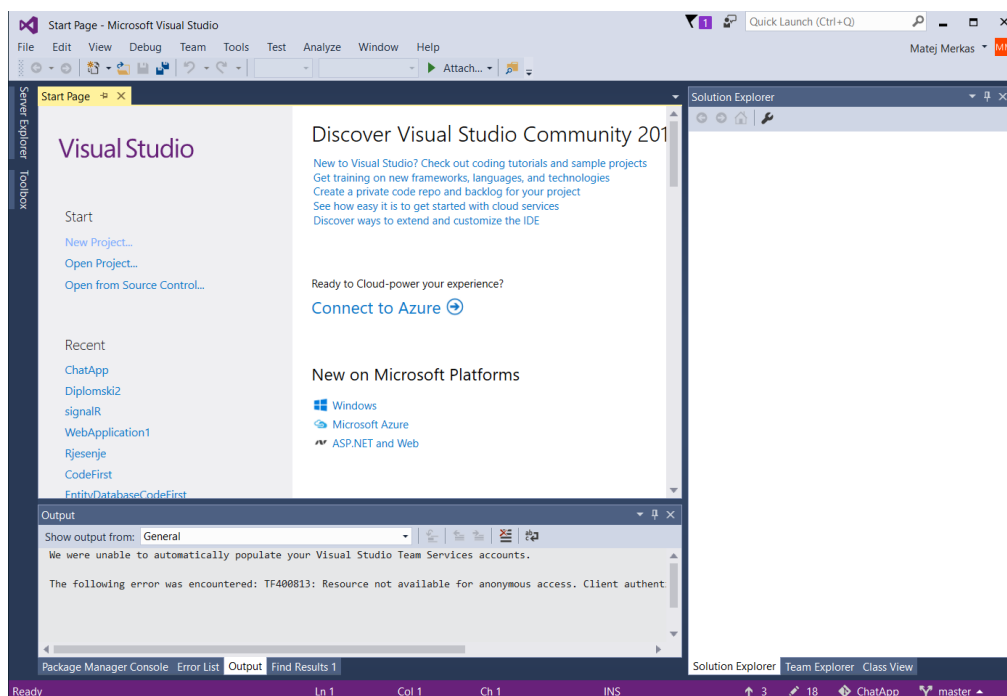 Start Page - Microsoft Visual Studio
1
Quick Launch (Ctrl+Q)
File Edit View Debug Team Tools Test Analyze Window Help
Matej Merkas
Attach...
Server Explorer
Toolbox
Start Page
Visual Studio
Start
New Project...
Open Project...
Open from Source Control...
Recent
ChatApp
Diplomski2
signalR
WebApplication1
Rjesenje
CodeFirst
EntityDatabaseCodeFirst
Discover Visual Studio Community 201
New to Visual Studio? Check out coding tutorials and sample projects
Get training on new frameworks, languages, and technologies
Create a private code repo and backlog for your project
See how easy it is to get started with cloud services
Discover ways to extend and customize the IDE
Ready to Cloud-power your experience?
Connect to Azure
New on Microsoft Platforms
Windows
Microsoft Azure
ASP.NET and Web
Solution Explorer
Output
Show output from: General
We were unable to automatically populate your Visual Studio Team Services accounts.
The following error was encountered: TF400813: Resource not available for anonymous access. Client authent
Package Manager Console Error List Output Find Results 1
Solution Explorer Team Explorer Class View
Ready Ln 1 Col 1 Ch 1 INS 3 18 ChatApp master